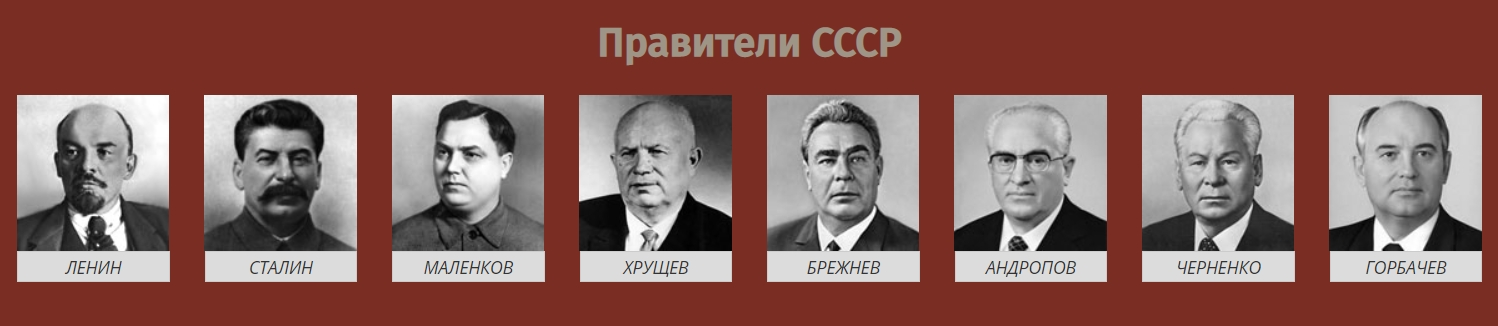 Правители СССР
ЛЕНИН
СТАЛИН
МАЛЕНКОВ
ХРУЩЕВ
БРЕЖНЕВ
АНДРОПОВ
ЧЕРНЕНКО
ГОРБАЧЕВ